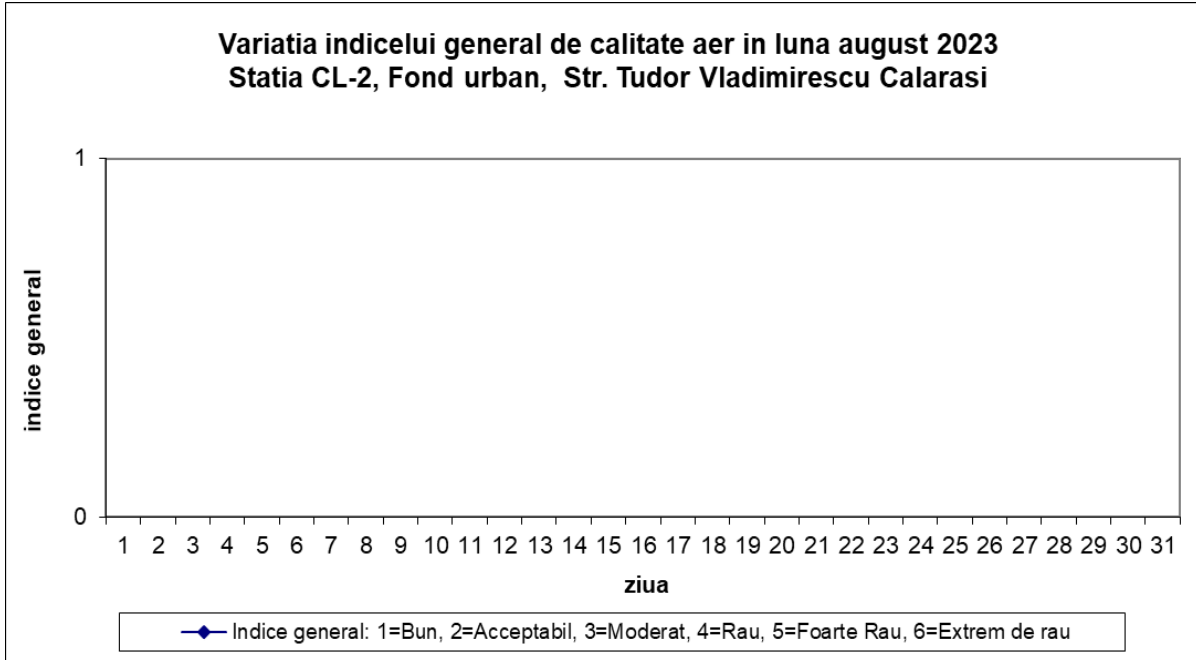 Variatia indicelui general de calitate aer in luna august 2023
Statia CL-2, Fond urban, Str. Tudor Vladimirescu Calarasi
1
indice general
0
1 2 3 4 5 6 7 8 9 10 11 12 13 14 15 16 17 18 19 20 21 22 23 24 25 26 27 28 29 30 31
ziua
Indice general: 1=Bun, 2=Acceptabil, 3=Moderat, 4=Rau, 5=Foarte Rau, 6=Extrem de rau